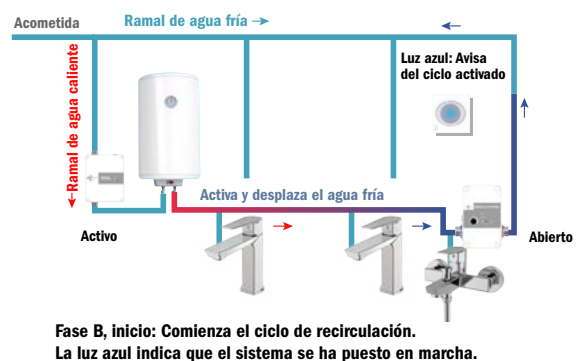 Acometida
Ramal de agua fría →
←
Luz azul: Avisa
del ciclo activado
←Ramal de agua caliente
Activa y desplaza el agua fría
Activo
Abierto
Fase B, inicio: Comienza el ciclo de recirculación.
La luz azul indica que el sistema se ha puesto en marcha.